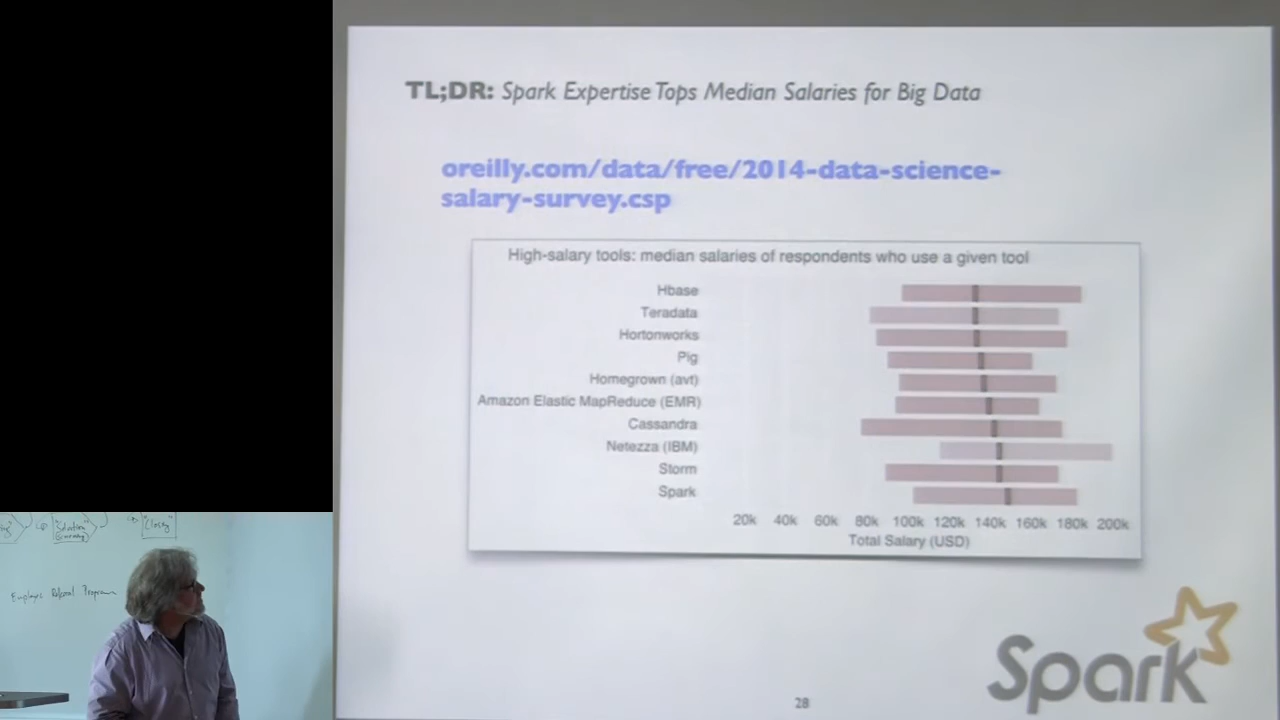 TL;DR: Spark Expertise Tops Median Salaries for Big Data
oreilly.com/data/free/2014-data-science-
salary-survey.csp
High-salary tools: median salaries of respondents who use a given tool
Hbase
Teradata
Hortonworks
Pig
Homegrown (avt)
Amazon Elastic MapReduce (EMR)
Cassandra
Netezza (IBM)
Storm
Spark
20k 40k 60k 80k 100k 120k 140k 160k 180k 200k
Total Salary (USD)
Spark
28
Employee Referral Program